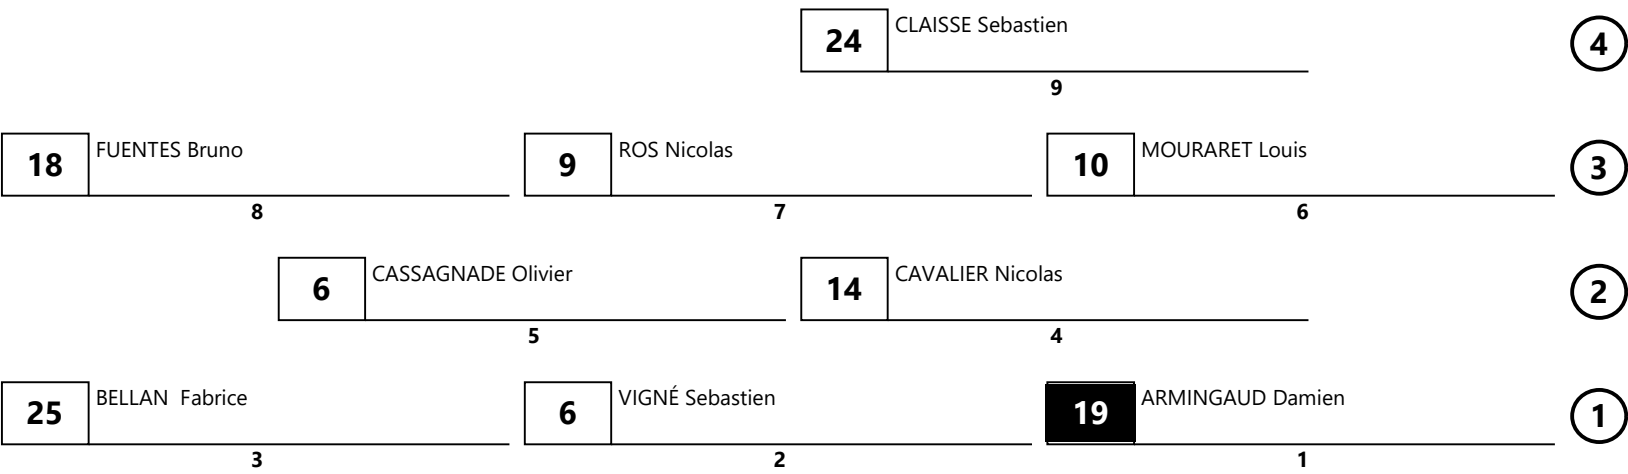 24 CLAISSE Sebastien 4
9
18 FUENTES Bruno 9 ROS Nicolas 10 MOURARET Louis 3
8 7 6
6 CASSAGNADE Olivier 14 CAVALIER Nicolas 2
5 4
25 BELLAN  Fabrice 6 VIGNÉ Sebastien 19 ARMINGAUD Damien 1
3 2 1